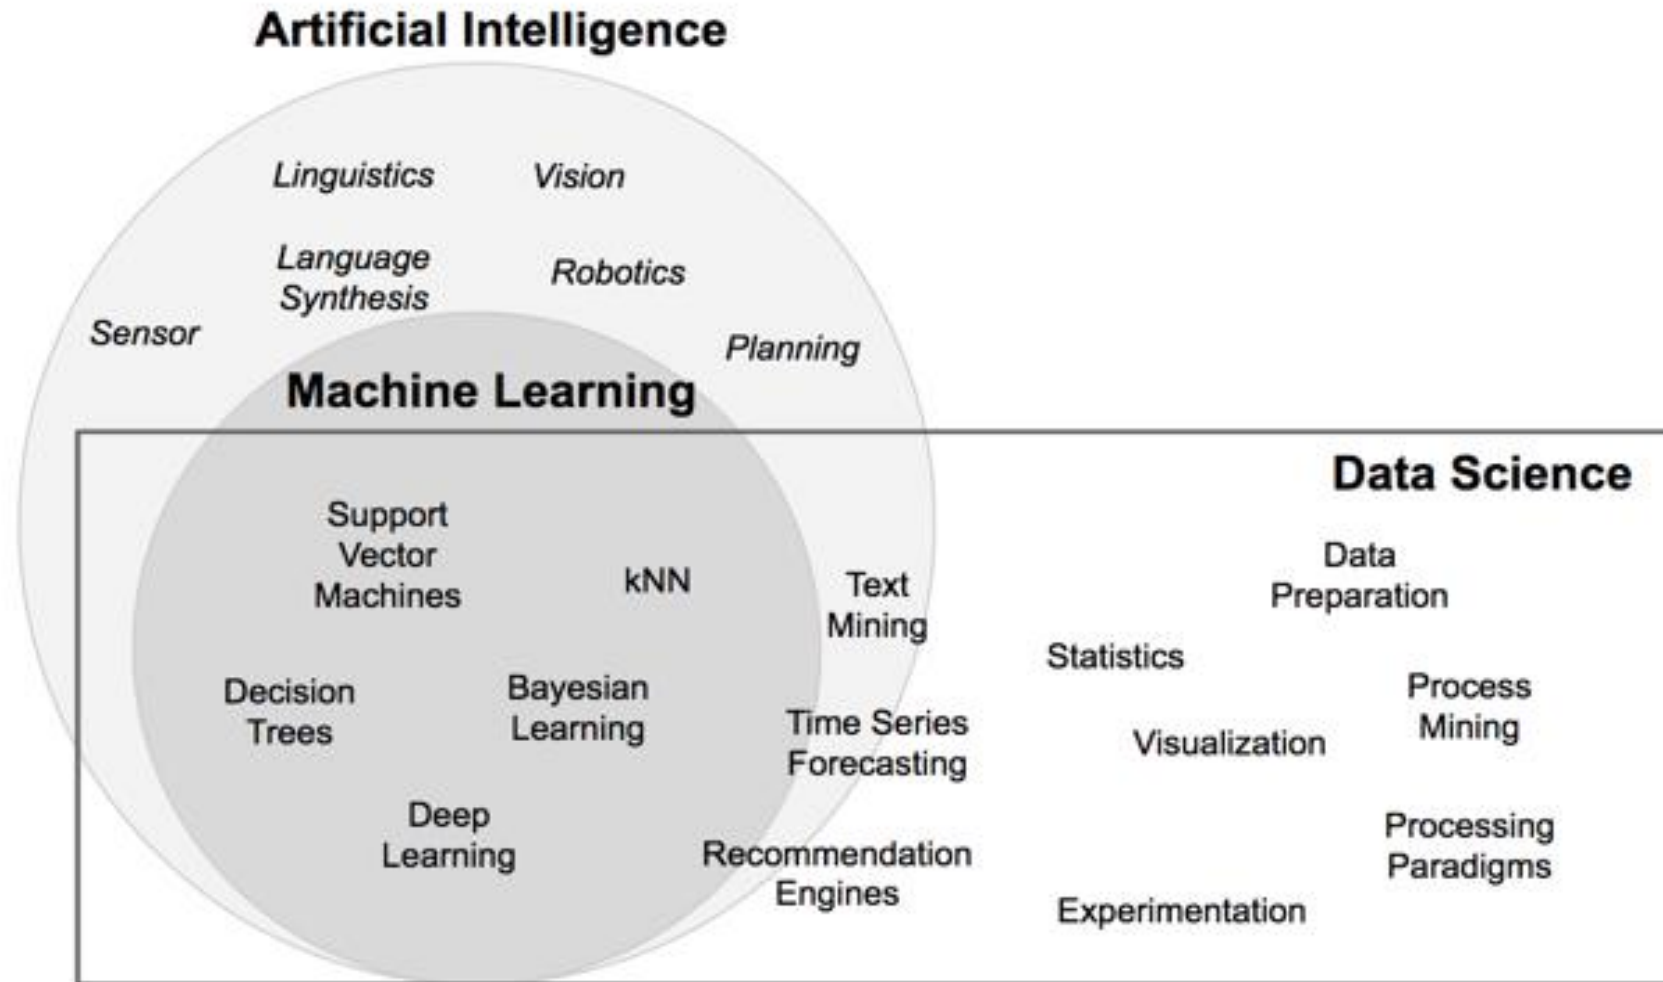 Artificial Intelligence
Linguistics
Vision
Language
Synthesis
Robotics
Sensor
Planning
Machine Learning
Data Science
Support
Vector
Machines
kNN
Text
Mining
Data
Preparation
Statistics
Decision
Trees
Bayesian
Learning
Time Series
Forecasting
Visualization
Process
Mining
Deep
Learning
Recommendation
Engines
Experimentation
Processing
Paradigms